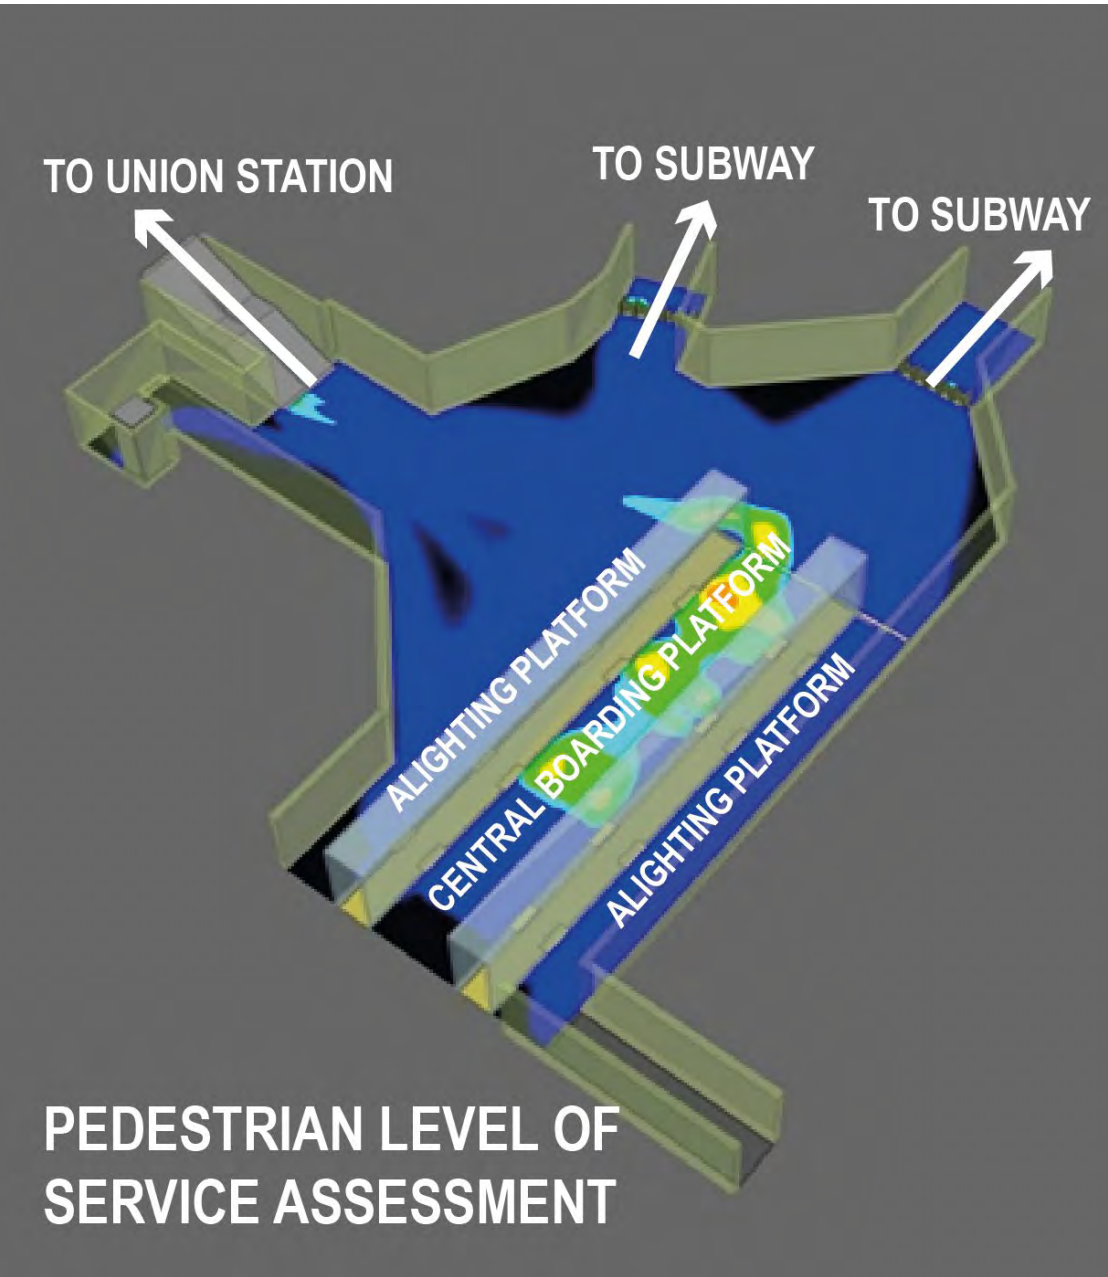 TO UNION STATION
TO SUBWAY
TO SUBWAY
ALIGHTING PLATFORM
CENTRAL BOARDING PLATFORM
ALIGHTING PLATFORM
PEDESTRIAN LEVEL OF
SERVICE ASSESSMENT